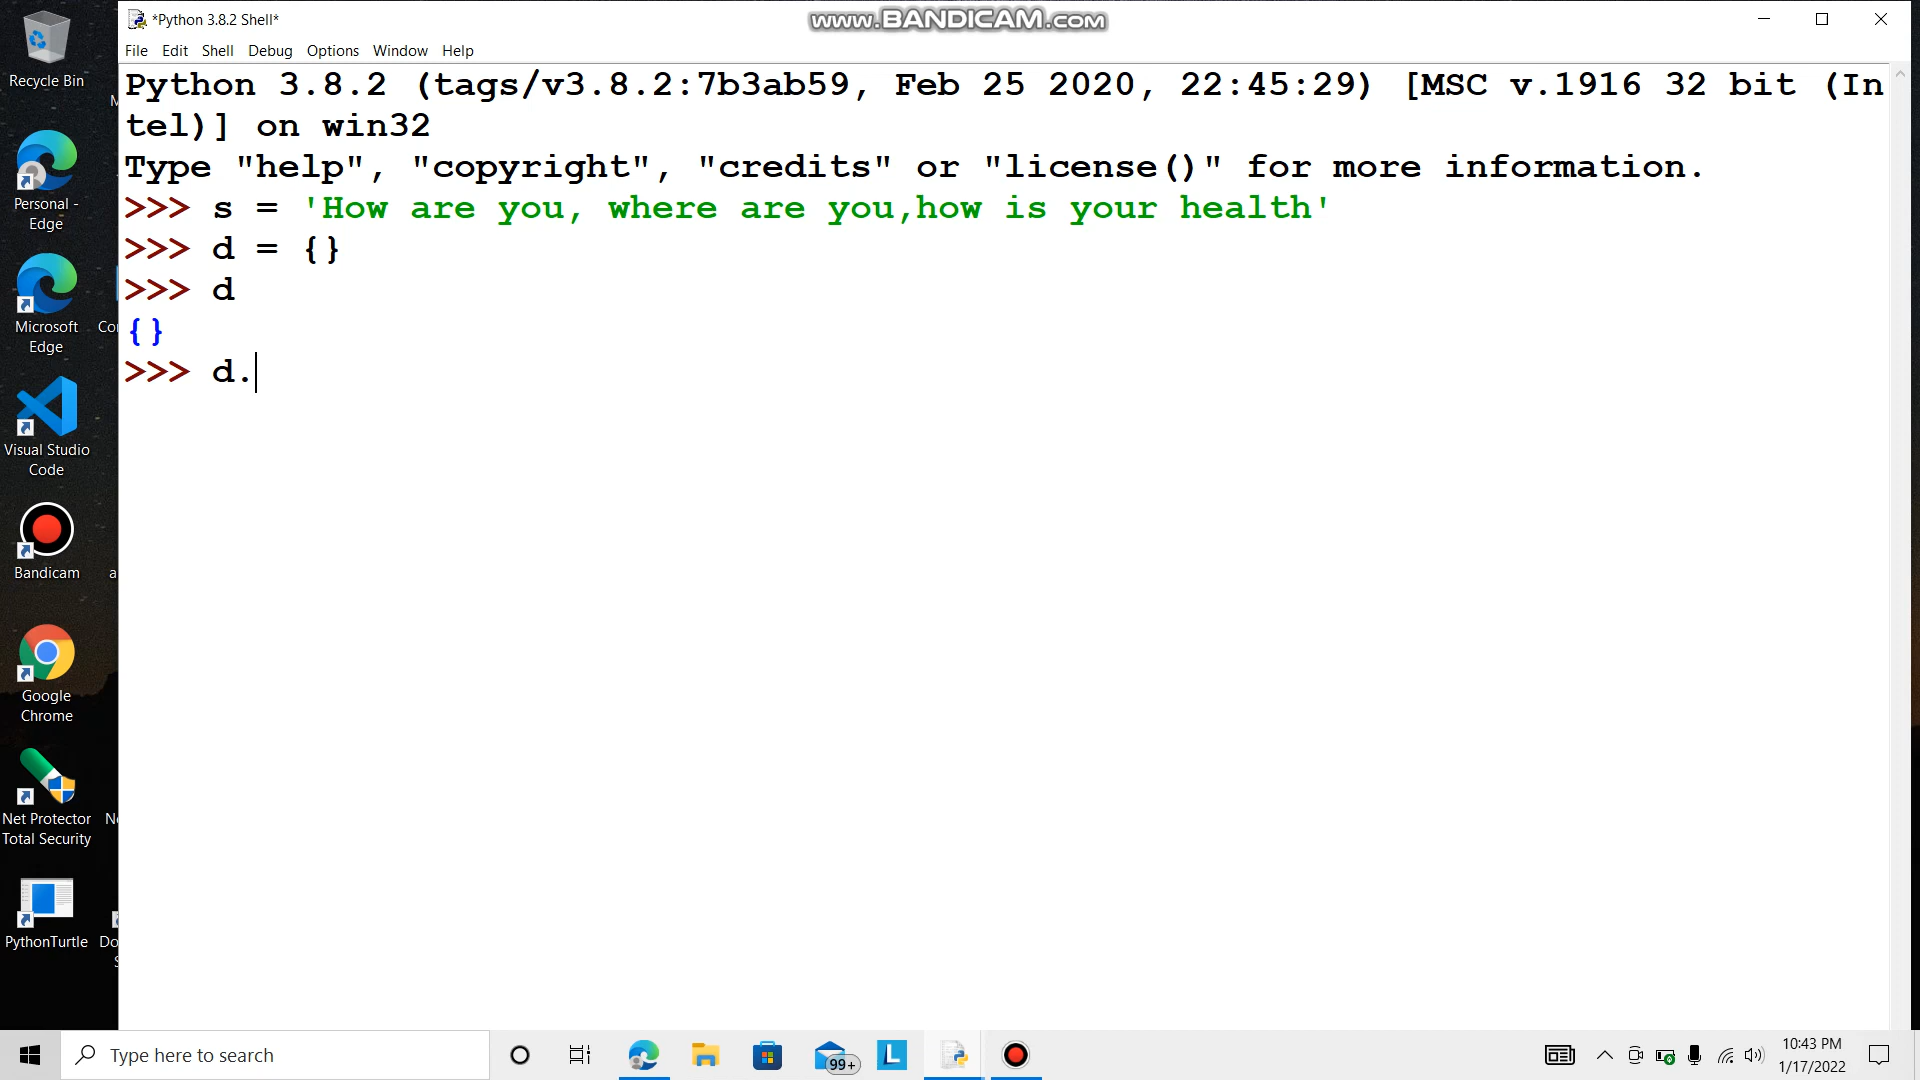 *Python 3.8.2 Shell*
www.BANDICAM.com
File Edit Shell Debug Options Window Help
Python 3.8.2 (tags/v3.8.2:7b3ab59, Feb 25 2020, 22:45:29) [MSC v.1916 32 bit (In
tel)] on win32
Type "help", "copyright", "credits" or "license()" for more information.
>>> s = 'How are you, where are you,how is your health'
>>> d = {}
>>> d
{}
>>> d.
Recycle Bin
Personal -
Edge
Microsoft
Edge
Visual Studio
Code
Bandicam
Google
Chrome
Net Protector
Total Security
PythonTurtle
Type here to search
99+
L
10:43 PM
1/17/2022